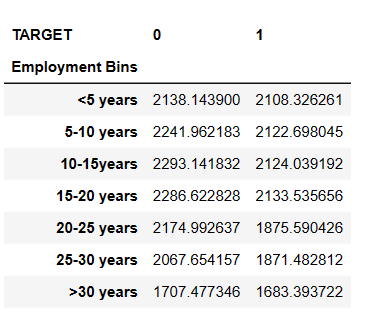 TARGET 0 1
Employment Bins
<5 years 2138.143900 2108.326261
5-10 years 2241.962183 2122.698045
10-15years 2293.141832 2124.039192
15-20 years 2286.622828 2133.535656
20-25 years 2174.992637 1875.590426
25-30 years 2067.654157 1871.482812
>30 years 1707.477346 1683.393722